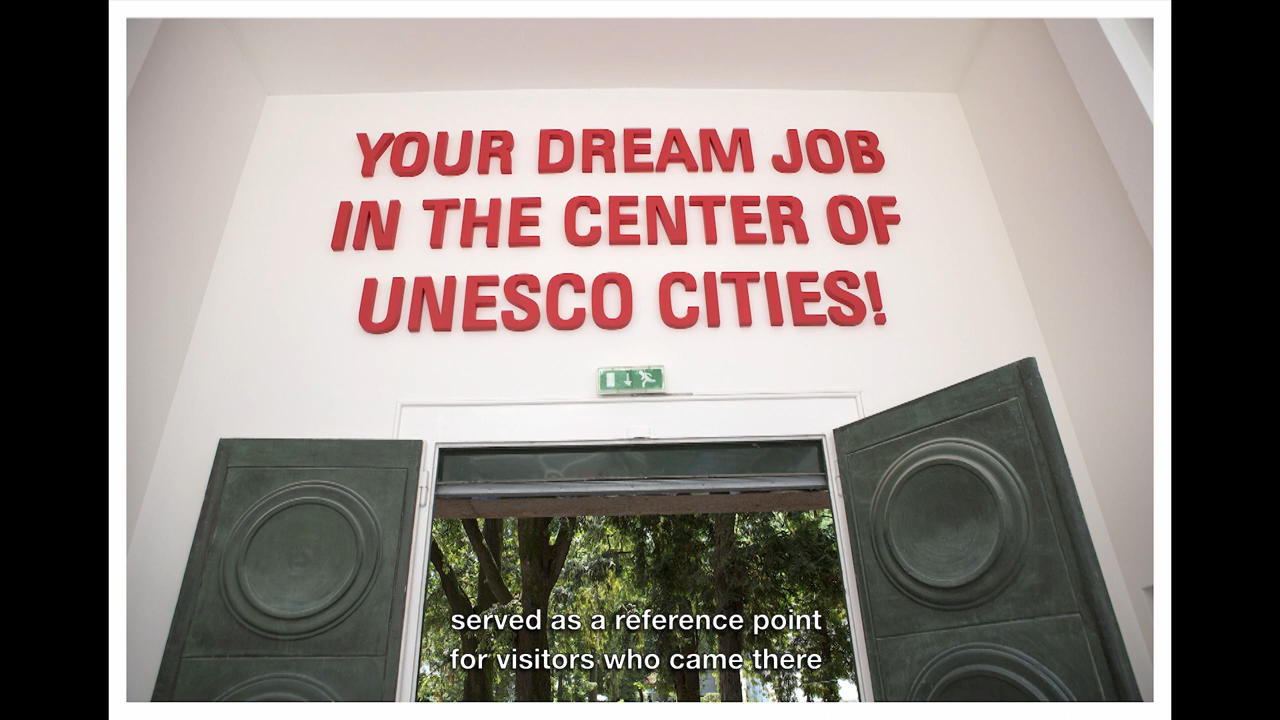 YOUR DREAM JOB
IN THE CENTER OF
UNESCO CITIES!
served as a reference point
for visitors who came there